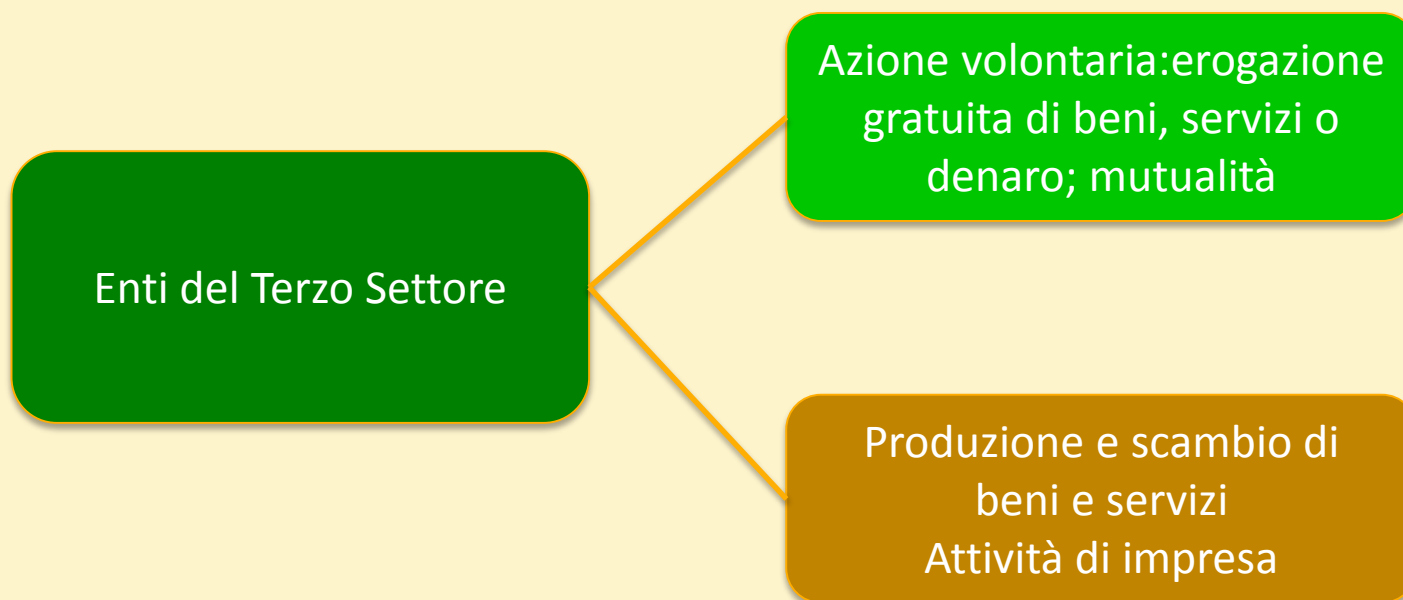 Azione volontaria:erogazione
gratuita di beni, servizi o
denaro; mutualità
Enti del Terzo Settore
Produzione e scambio di
beni e servizi
Attività di impresa